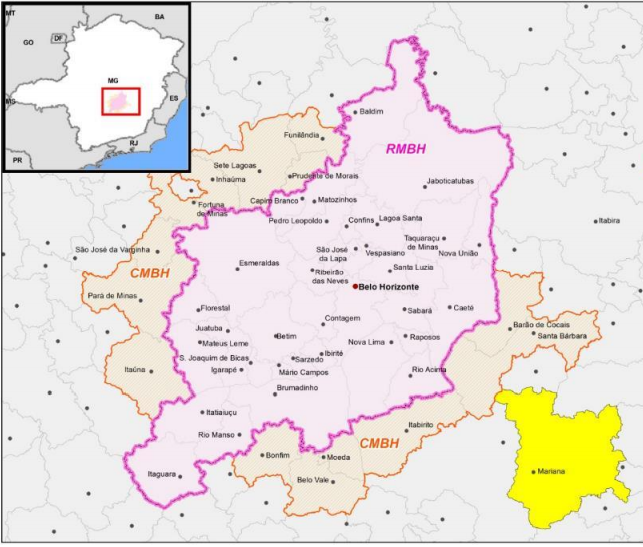 MT
BA
GO
DF
MG
MS
ES
RJ
PR
Baldim
Funilândia
RMBH
Sete Lagoas
Prudente de Morais
Inhaúma
Jaboticatubas
Capim Branco
Matozinhos
Fortuna
de Minas
Pedro Leopoldo
Confins
Lagoa Santa
Itabira
São José da Varginha
São José
da Lapa
Vespasiano
Taquaraçu
de Minas
Nova União
CMBH
Esmeraldas
Ribeirão
das Neves
Santa Luzia
Belo Horizonte
Pará de Minas
Florestal
Sabará
Caeté
Contagem
Barão de Cocais
Santa Bárbara
Juatuba
Mateus Leme
Betim
Nova Lima
Raposos
S. Joaquim de Bicas
Sarzedo
Ibirité
Itaúna
Igarapé
Mário Campos
Rio Acima
Brumadinho
Itatiaiuçu
Rio Manso
Itabirito
CMBH
Bonfim
Moeda
Itaguara
Belo Vale
Mariana